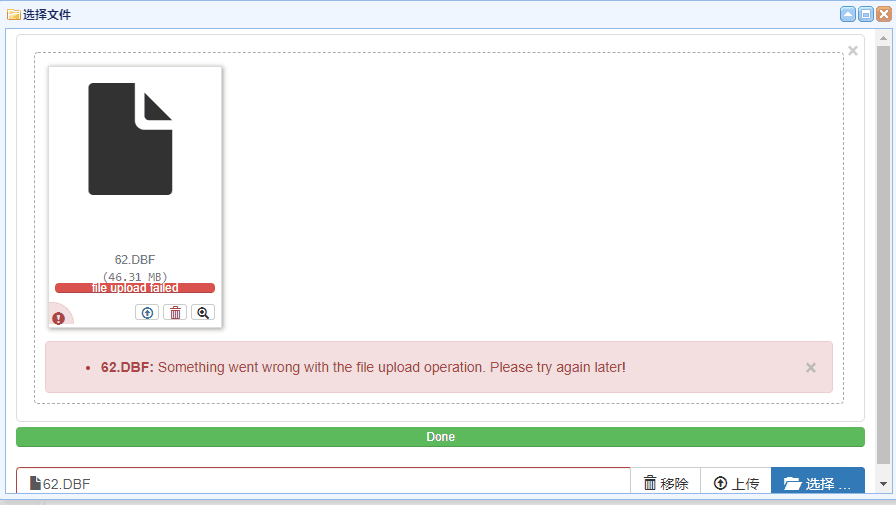 选择文件
62.DBF
(46.31 MB)
file upload failed
62.DBF: Something went wrong with the file upload operation. Please try again later!
Done
62.DBF
移除
上传
选择 ...